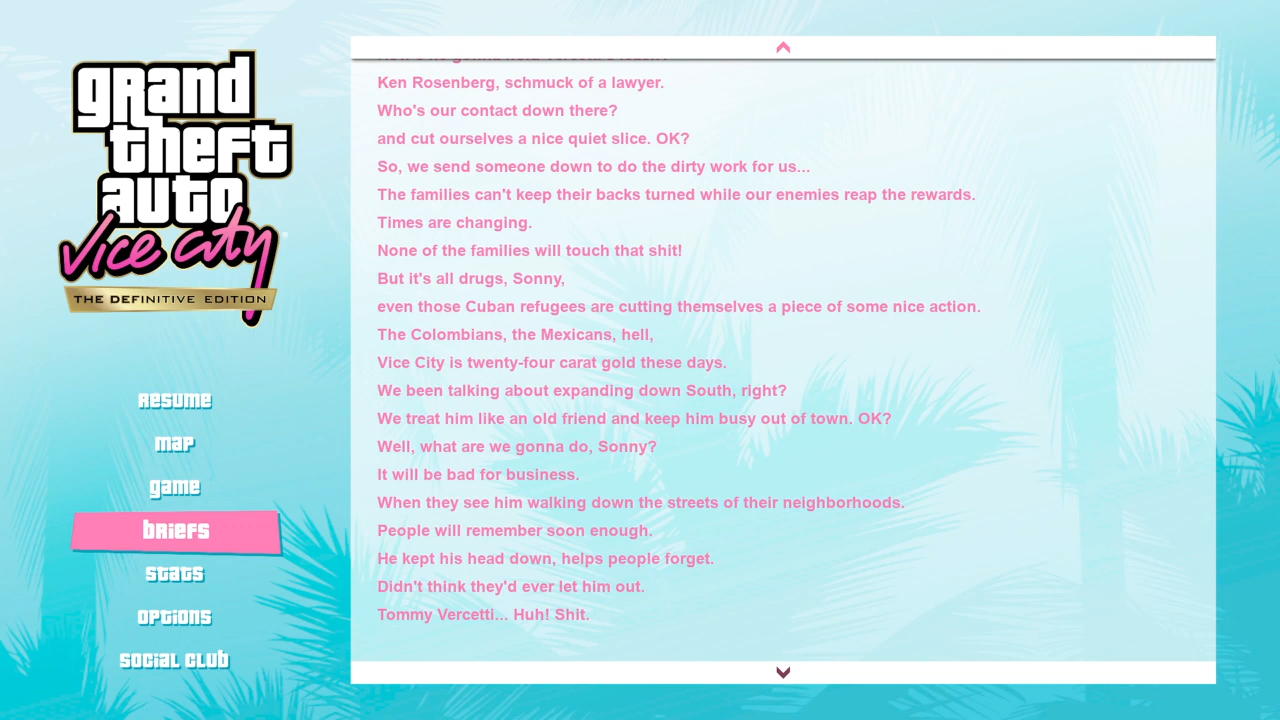 grand
theft
auto
vice city
THE DEFINITIVE EDITION
Resume
map
game
briefs
stats
options
social club
Ken Rosenberg, schmuck of a lawyer.
Who's our contact down there?
and cut ourselves a nice quiet slice. OK?
So, we send someone down to do the dirty work for us...
The families can't keep their backs turned while our enemies reap the rewards.
Times are changing.
None of the families will touch that shit!
But it's all drugs, Sonny,
even those Cuban refugees are cutting themselves a piece of some nice action.
The Colombians, the Mexicans, hell,
Vice City is twenty-four carat gold these days.
We been talking about expanding down South, right?
We treat him like an old friend and keep him busy out of town. OK?
Well, what are we gonna do, Sonny?
It will be bad for business.
When they see him walking down the streets of their neighborhoods.
People will remember soon enough.
He kept his head down, helps people forget.
Didn't think they'd ever let him out.
Tommy Vercetti... Huh! Shit.